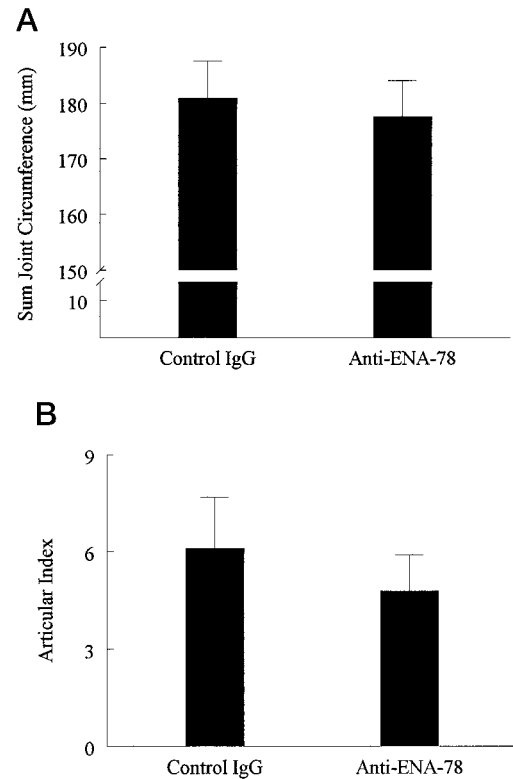 A
Sum Joint Circumference (mm)
190
180
170
160
150
10
Control IgG Anti-ENA-78
B
Articular Index
9
6
3
0
Control IgG Anti-ENA-78